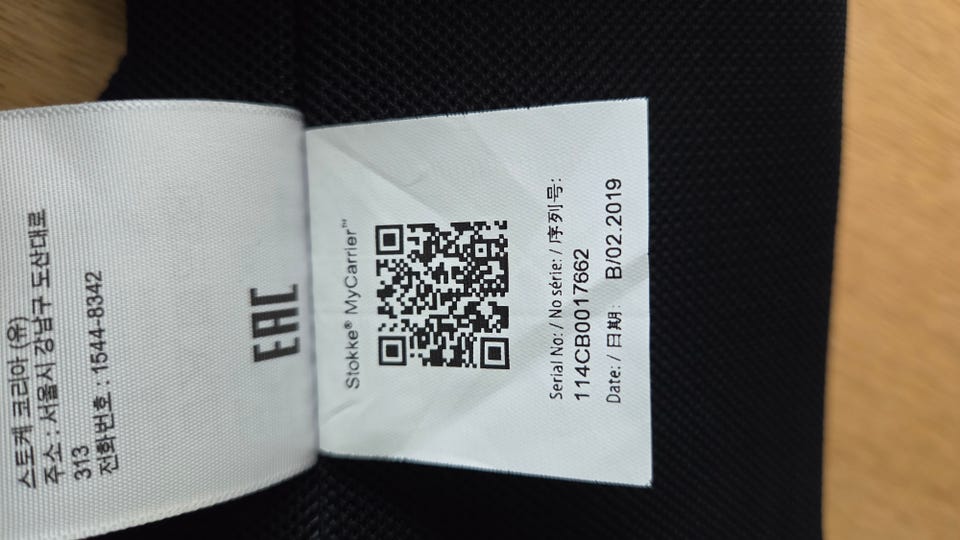 스토케 코리아 (유)
주소 : 서울시 강남구 도산대로
313
전화번호 : 1544-8342
EAC
Stokke® MyCarrier™
Serial No: / No série: / 序列号:
114CB0017662
Date: / 日期: B/02.2019